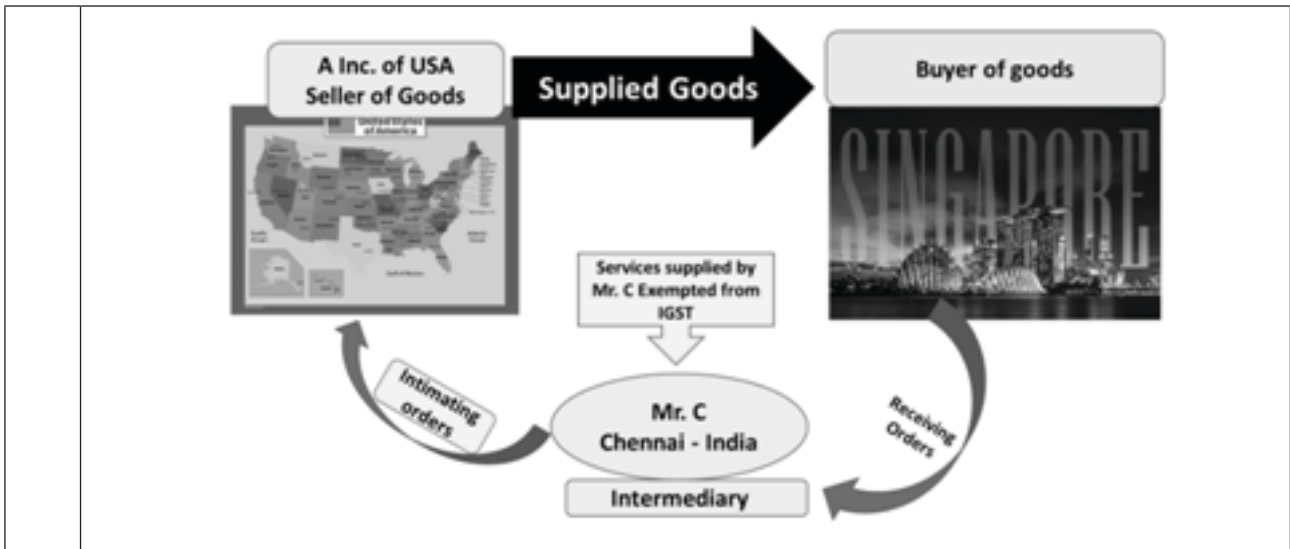 A Inc. of USA
Seller of Goods
Supplied Goods
Buyer of goods
United States
of America
SINGAPORE
Services supplied by
Mr. C Exempted from
IGST
Intimating
orders
Mr. C
Chennai - India
Receiving
Orders
Intermediary